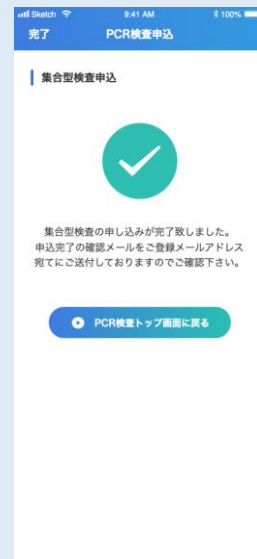 Sketch 9:41 AM 100%
完了 PCR検査申込
集合型検査申込
集合型検査の申し込みが完了致しました。
申込完了の確認メールをご登録メールアドレス
宛てにご送付しておりますのでご確認下さい。
PCR検査トップ画面に戻る